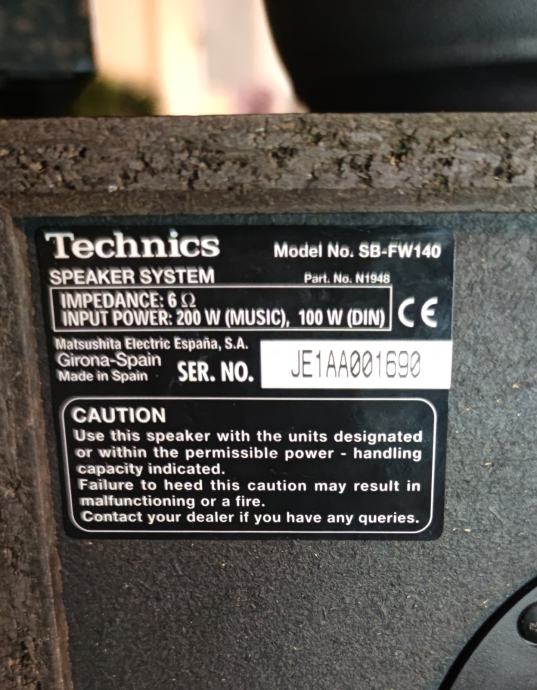 Technics Model No. SB-FW140
SPEAKER SYSTEM Part. No. N1948
IMPEDANCE: 6 Ω
INPUT POWER: 200 W (MUSIC), 100 W (DIN) CE
Matsushita Electric España, S.A.
Girona-Spain
Made in Spain SER. NO. JE1AA001690
CAUTION
Use this speaker with the units designated
or within the permissible power - handling
capacity indicated.
Failure to heed this caution may result in
malfunctioning or a fire.
Contact your dealer if you have any queries.